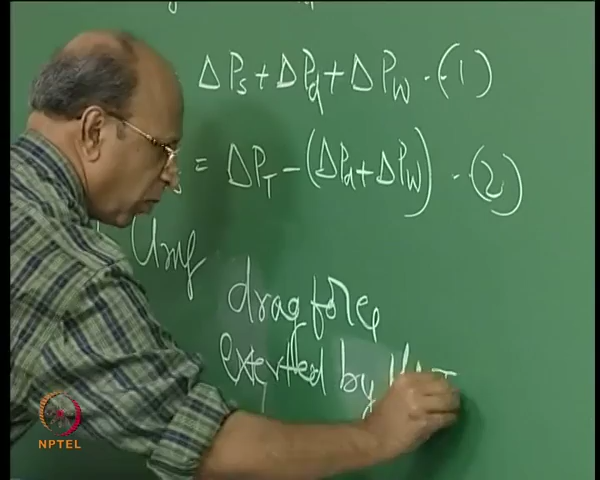 ΔPs + ΔPd + ΔPw - (1)
s = ΔPT - (ΔPd + ΔPw) - (2)
Umf
drag force
exerted by
NPTEL